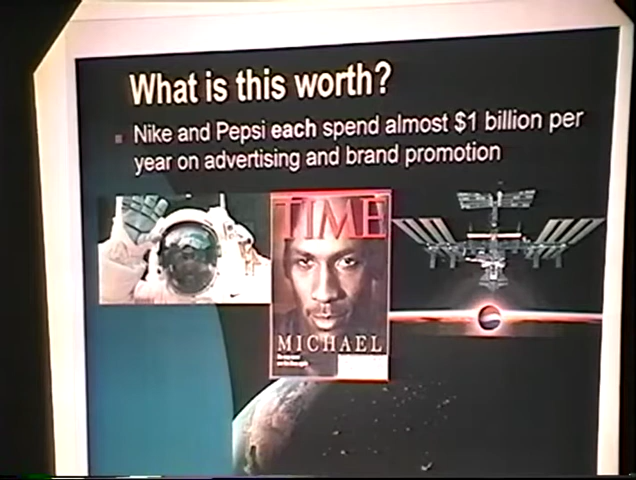 What is this worth?
Nike and Pepsi each spend almost $1 billion per
year on advertising and brand promotion
TIME
MICHAEL